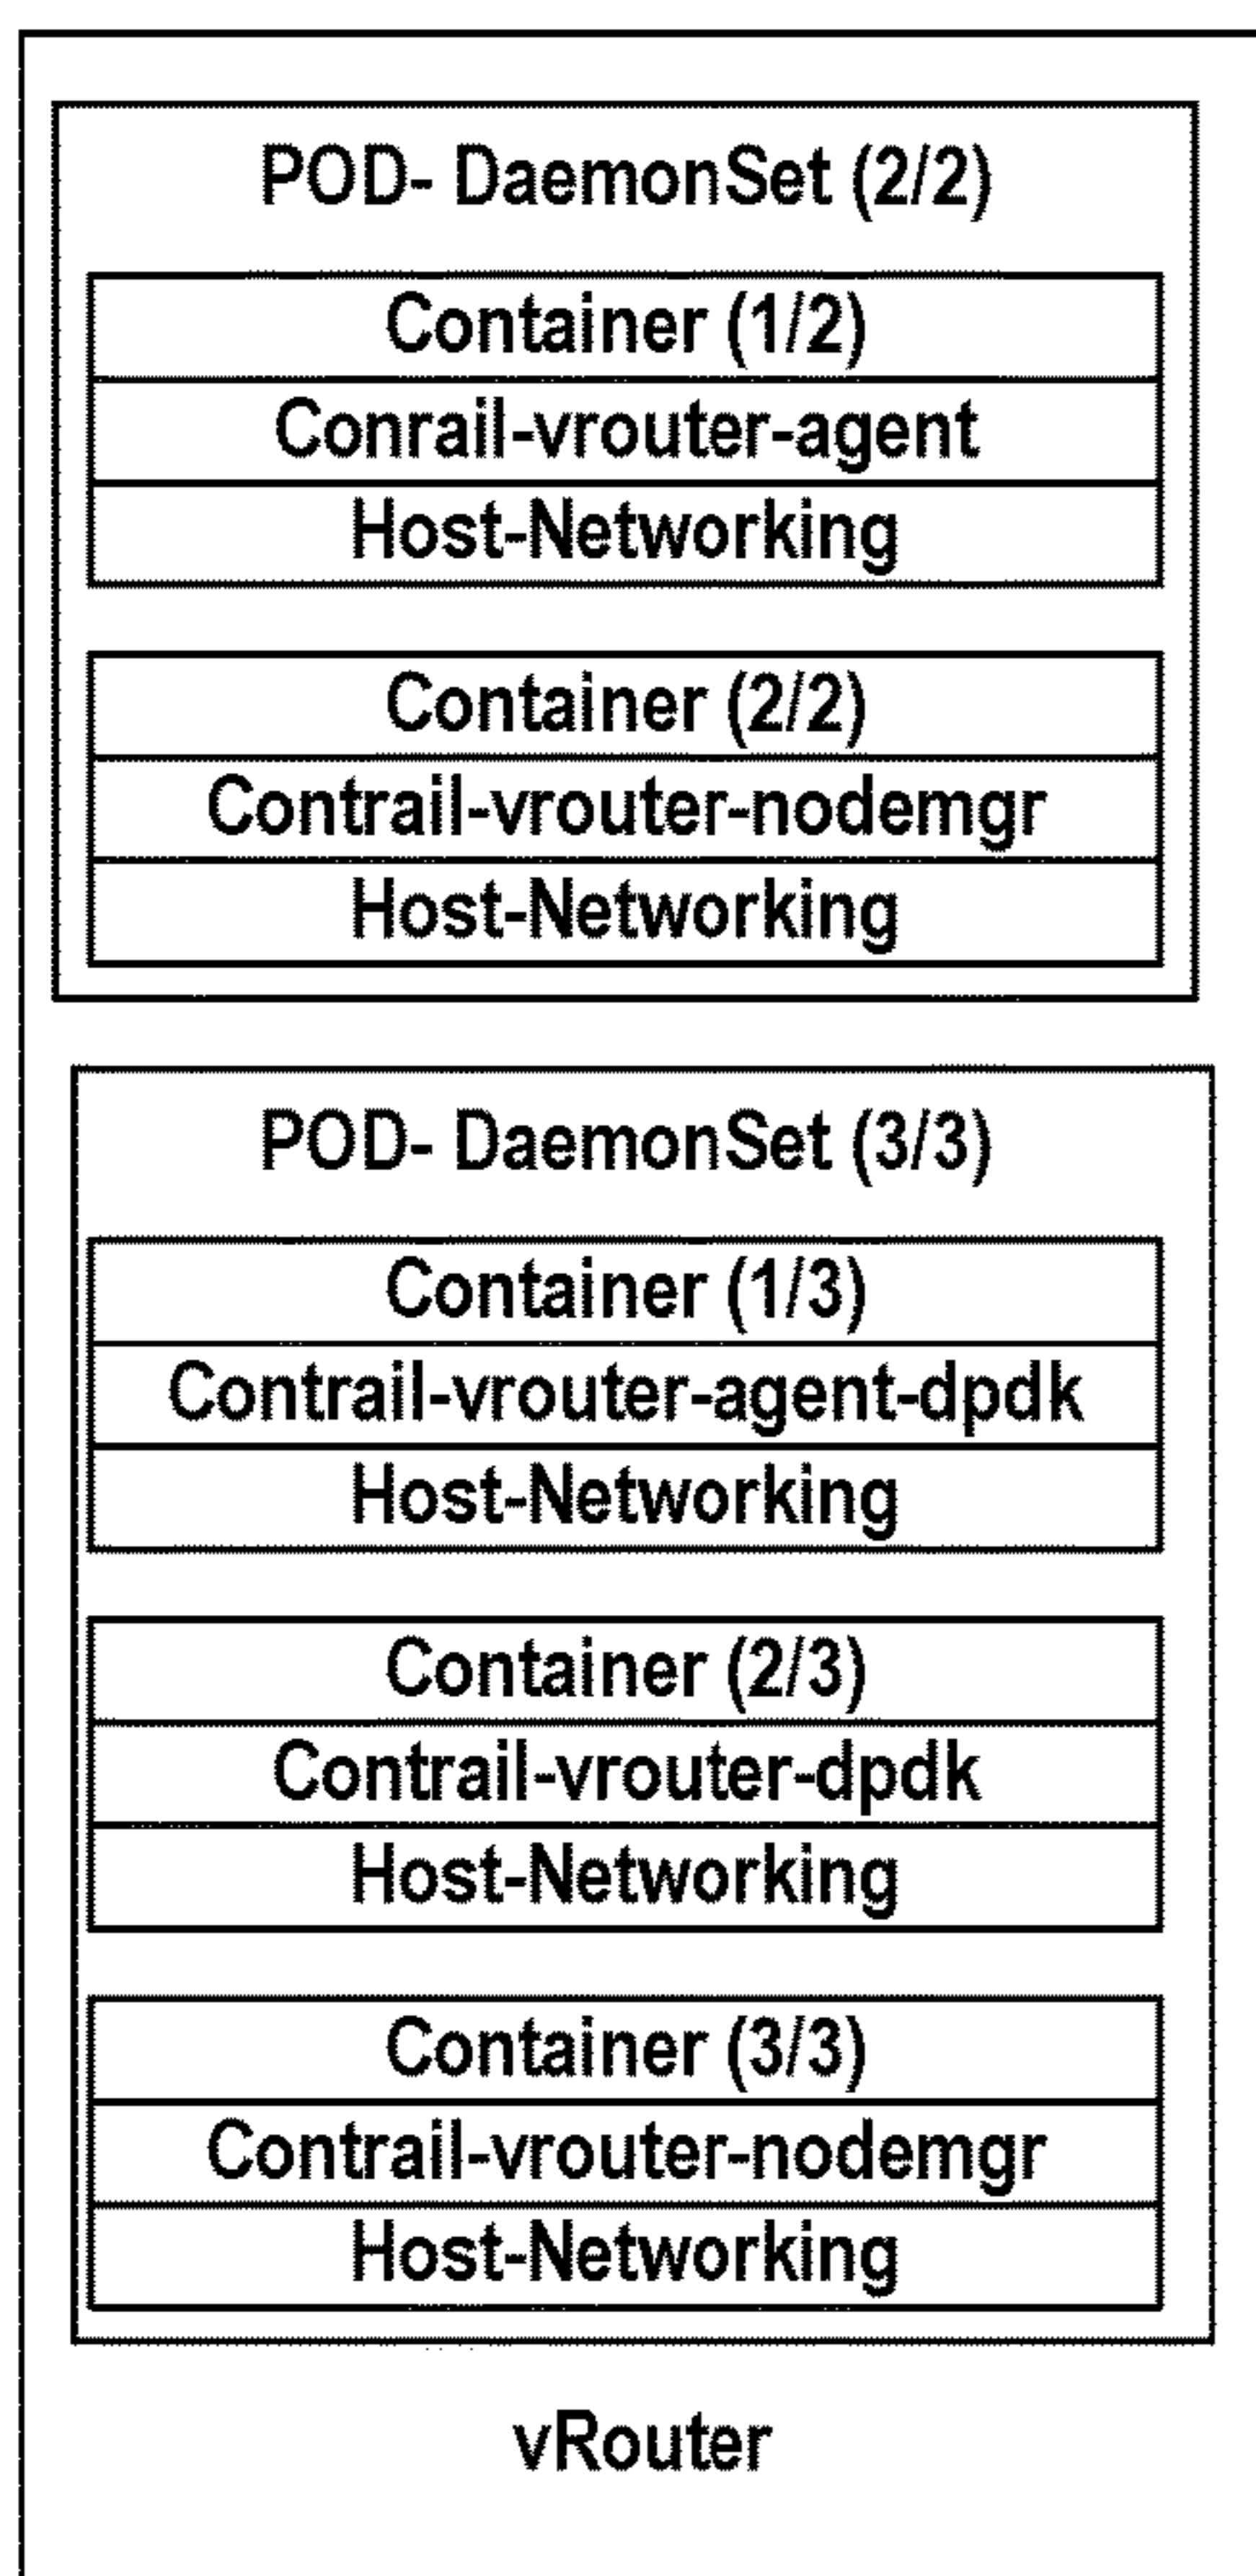 POD- DaemonSet (2/2)
Container (1/2)
Conrail-vrouter-agent
Host-Networking
Container (2/2)
Contrail-vrouter-nodemgr
Host-Networking
POD- DaemonSet (3/3)
Container (1/3)
Contrail-vrouter-agent-dpdk
Host-Networking
Container (2/3)
Contrail-vrouter-dpdk
Host-Networking
Container (3/3)
Contrail-vrouter-nodemgr
Host-Networking
vRouter